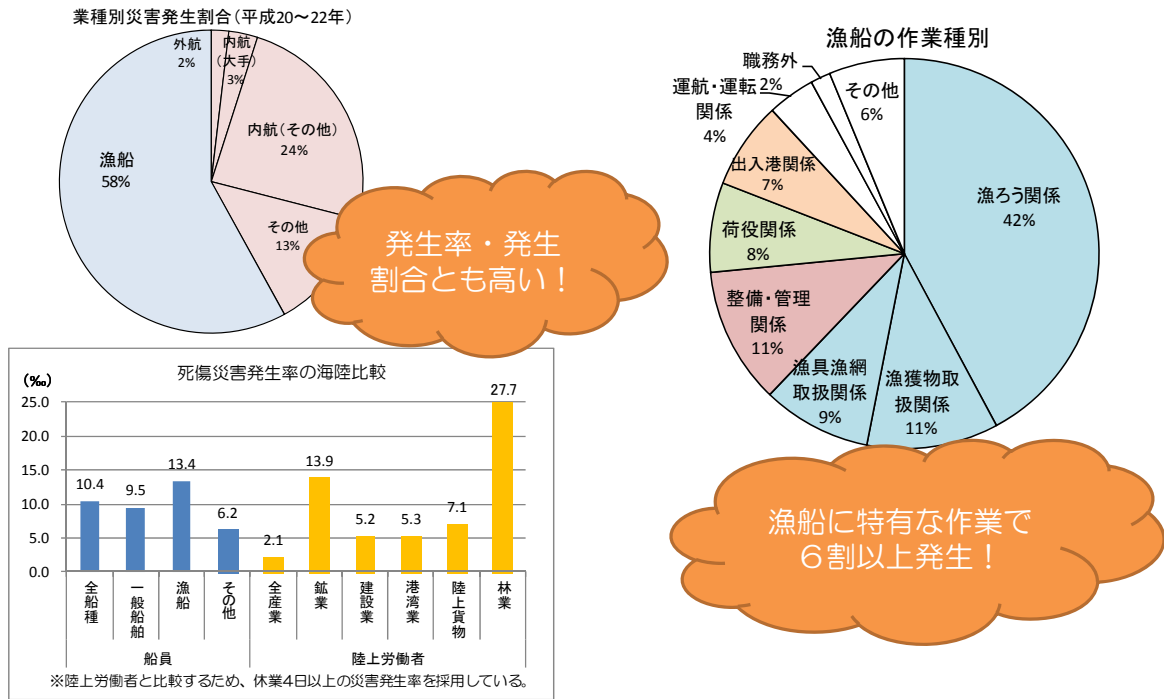 業種別災害発生割合（平成20～22年）
外航
2%
内航
（大手）
3%
内航（その他）
24%
その他
13%
漁船
58%
発生率・発生
割合とも高い！
死傷災害発生率の海陸比較
（‰）
25.0
20.0
15.0
10.0
5.0
0.0
10.4
9.5
13.4
6.2
2.1
13.9
5.2
5.3
7.1
27.7
全船種
一般船舶
漁船
その他
全産業
鉱業
建設業
港湾業
陸上貨物
林業
船員
陸上労働者
※陸上労働者と比較するため、休業4日以上の災害発生率を採用している。
漁船の作業種別
職務外
2%
運航・運転
関係
4%
その他
6%
出入港関係
7%
荷役関係
8%
整備・管理
関係
11%
漁具漁網
取扱関係
9%
漁獲物取
扱関係
11%
漁ろう関係
42%
漁船に特有な作業で
６割以上発生！